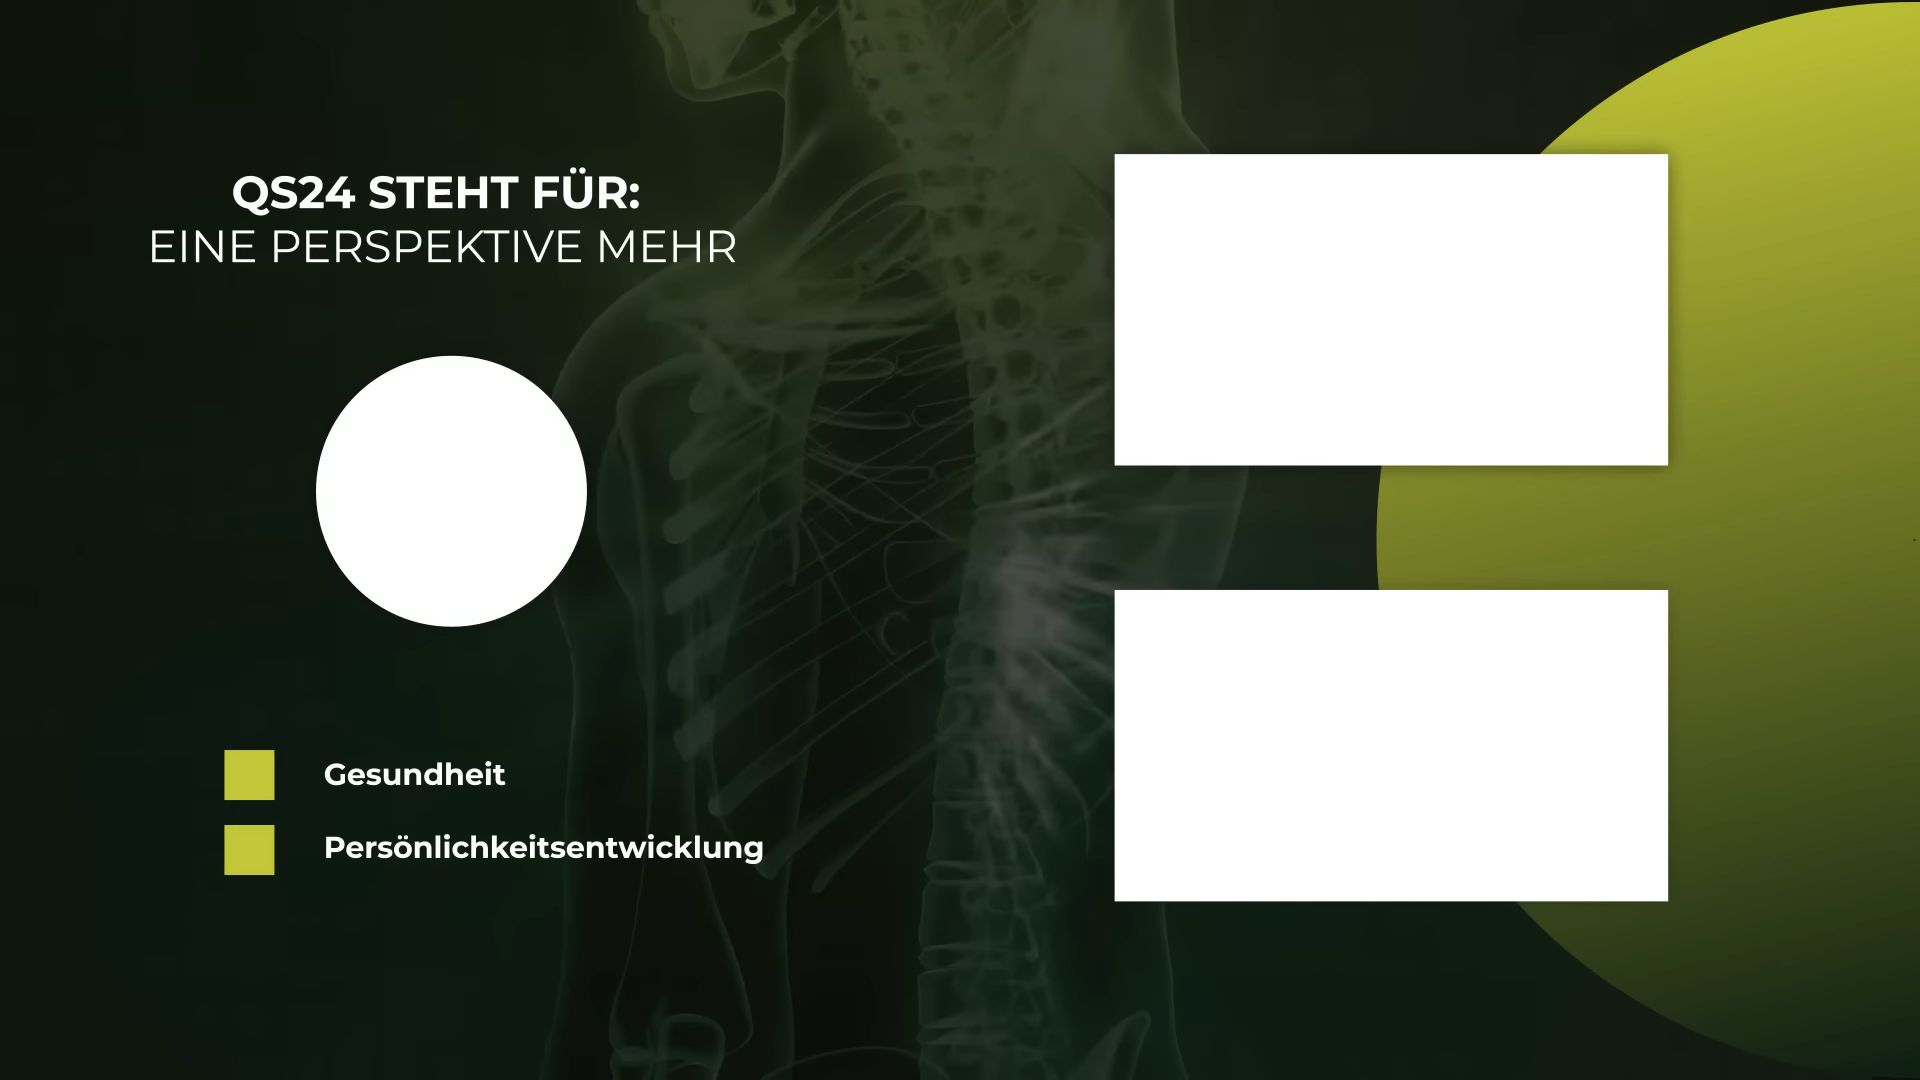 QS24 STEHT FÜR:
EINE PERSPEKTIVE MEHR
Gesundheit
Persönlichkeitsentwicklung